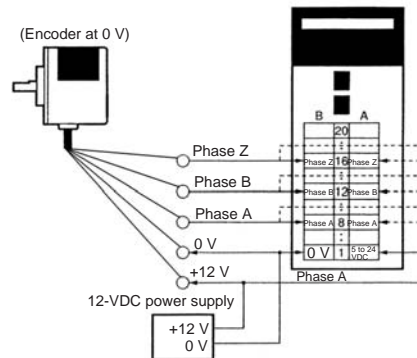 (Encoder at 0 V)
B A
20
Phase Z
Phase Z 16 Phase Z
Phase B
Phase B 12 Phase B
Phase A
Phase A 8 Phase A
0 V
0 V 1 5 to 24 VDC
+12 V
Phase A
12-VDC power supply
+12 V
0 V